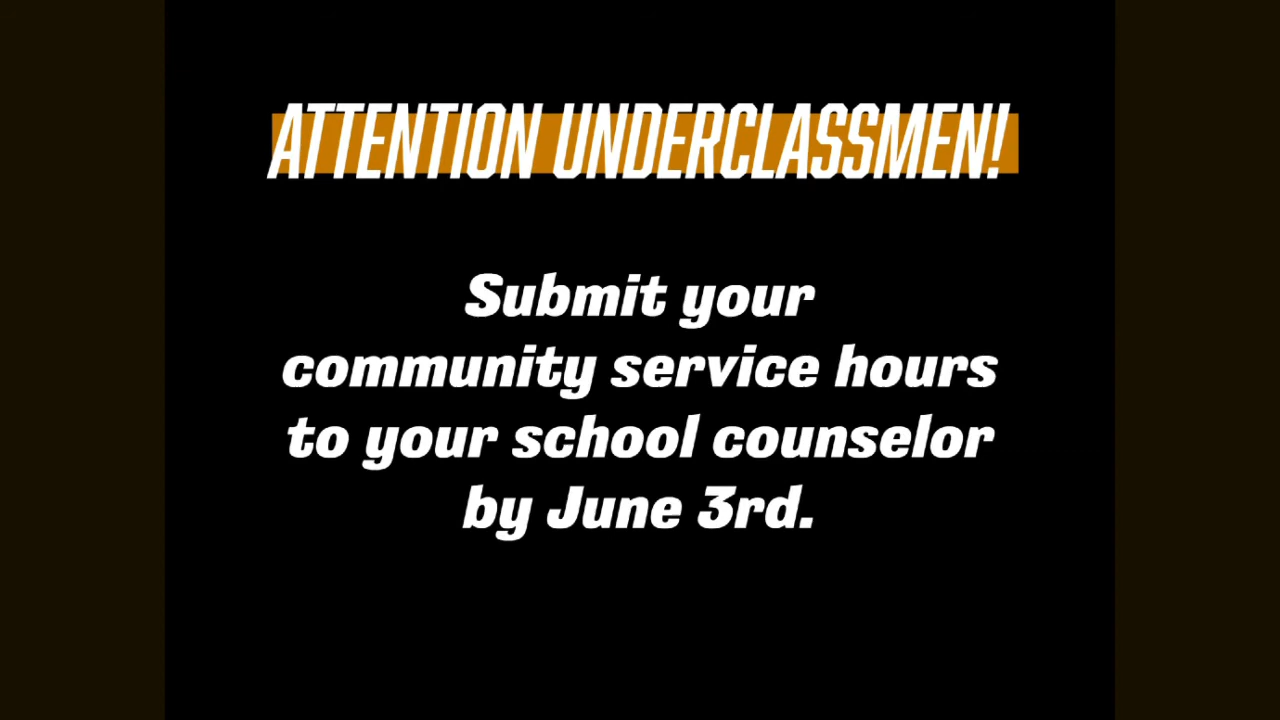 ATTENTION UNDERCLASSMEN!
Submit your
community service hours
to your school counselor
by June 3rd.